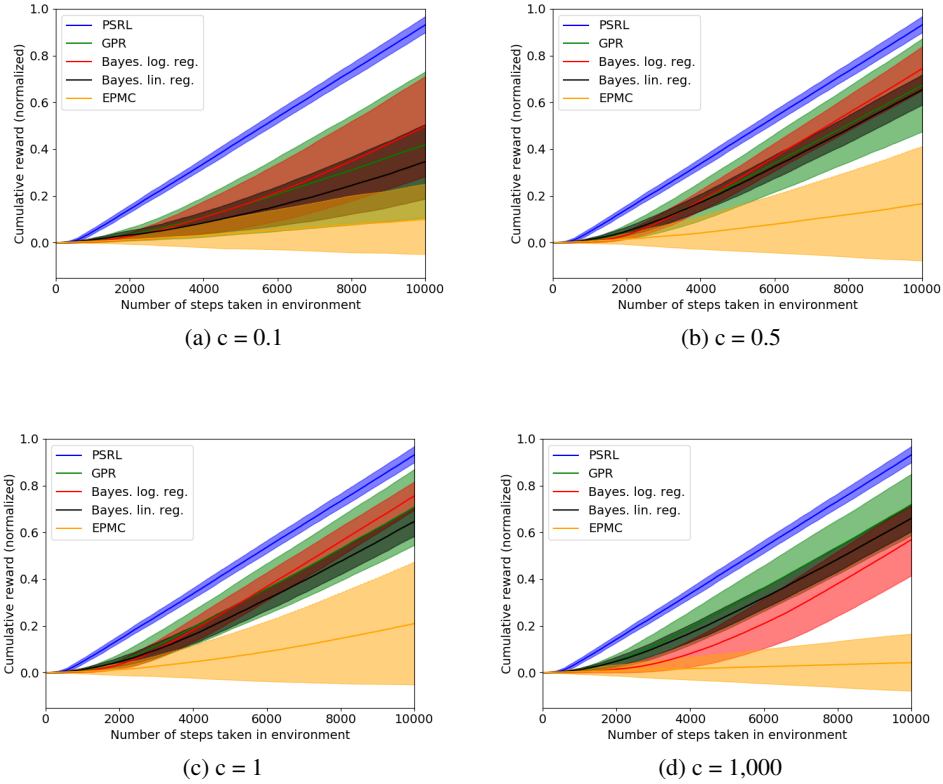 Cumulative reward (normalized)
1.0
0.8
0.6
0.4
0.2
0.0
PSRL
GPR
Bayes. log. reg.
Bayes. lin. reg.
EPMC
0 2000 4000 6000 8000 10000
Number of steps taken in environment
(a) c = 0.1
Cumulative reward (normalized)
1.0
0.8
0.6
0.4
0.2
0.0
PSRL
GPR
Bayes. log. reg.
Bayes. lin. reg.
EPMC
0 2000 4000 6000 8000 10000
Number of steps taken in environment
(b) c = 0.5
Cumulative reward (normalized)
1.0
0.8
0.6
0.4
0.2
0.0
PSRL
GPR
Bayes. log. reg.
Bayes. lin. reg.
EPMC
0 2000 4000 6000 8000 10000
Number of steps taken in environment
(c) c = 1
Cumulative reward (normalized)
1.0
0.8
0.6
0.4
0.2
0.0
PSRL
GPR
Bayes. log. reg.
Bayes. lin. reg.
EPMC
0 2000 4000 6000 8000 10000
Number of steps taken in environment
(d) c = 1,000